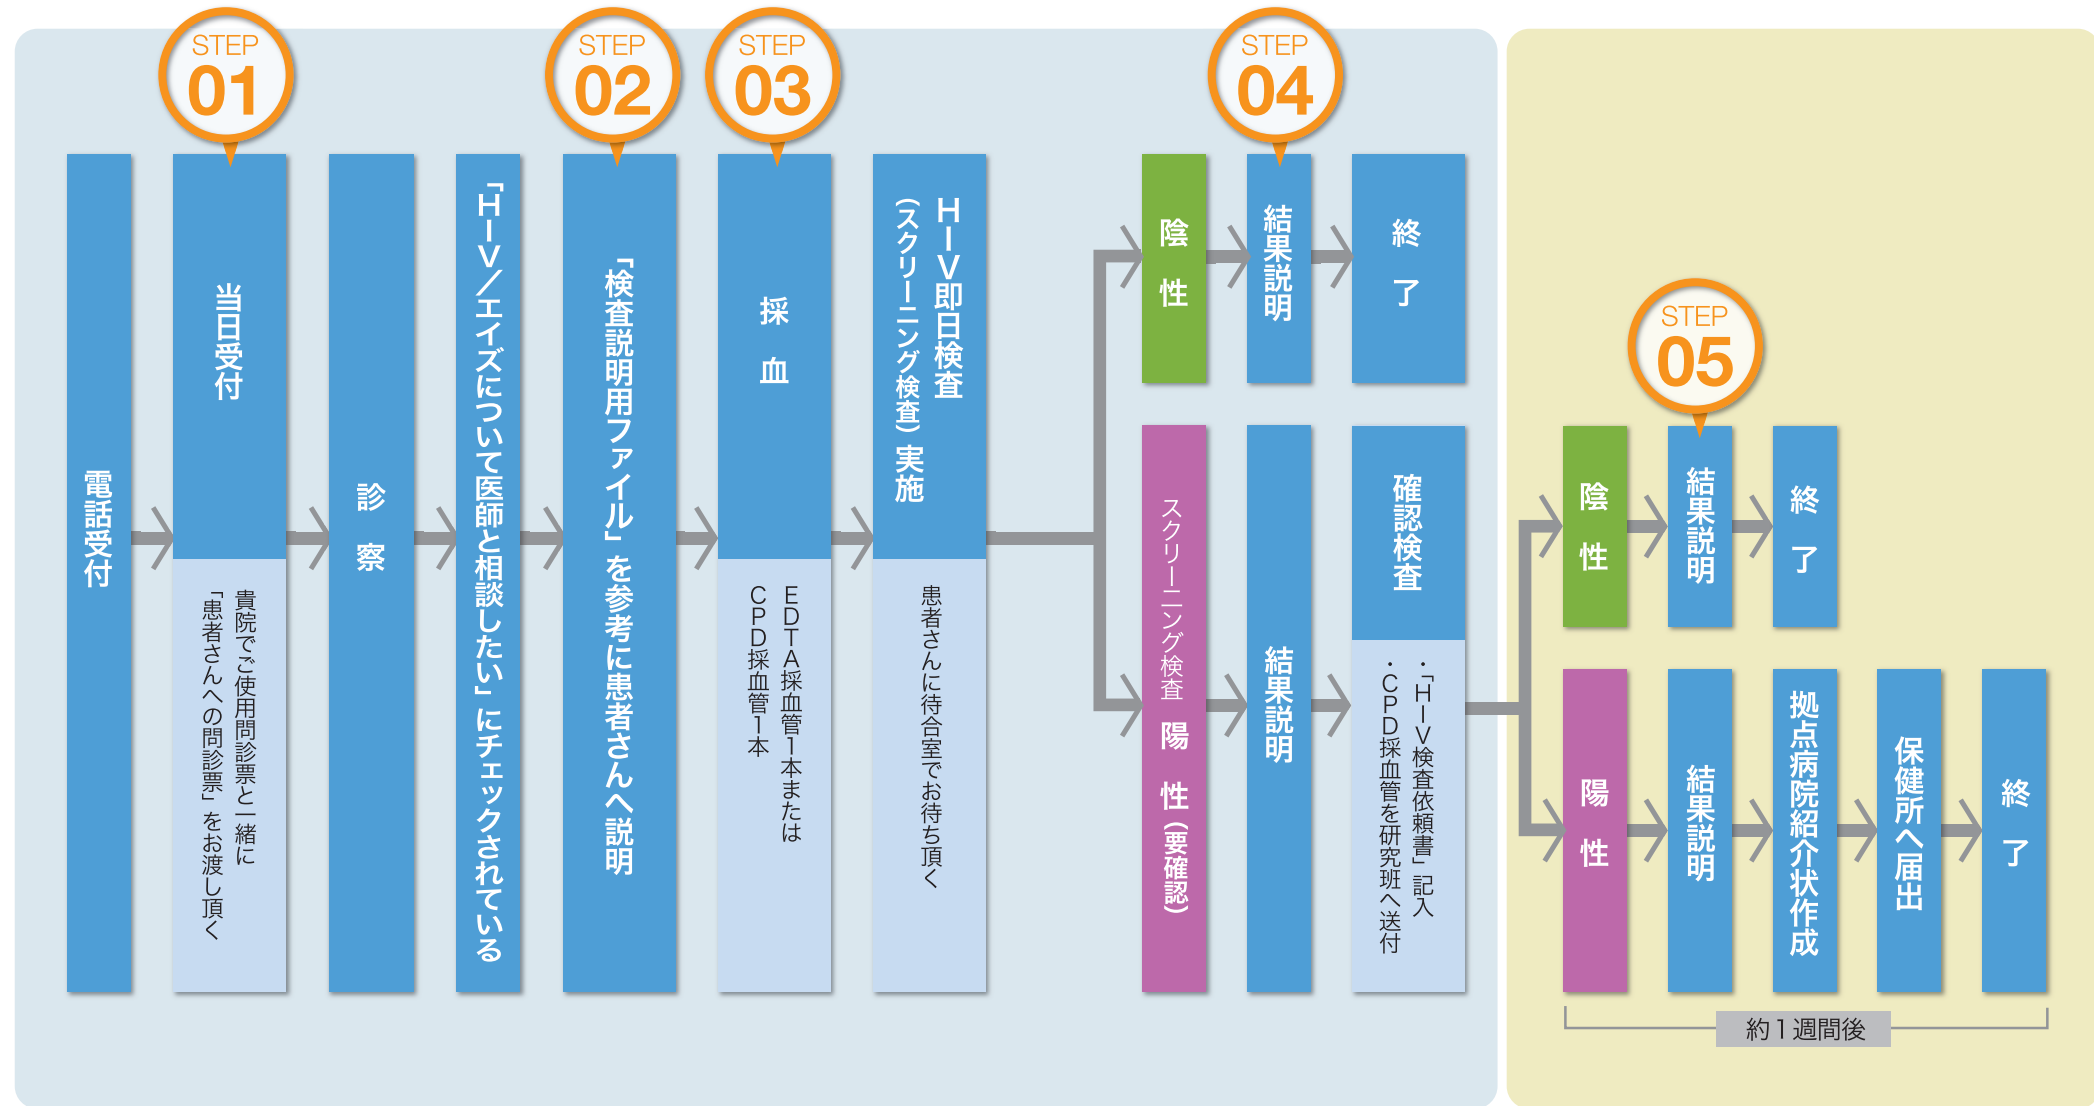 STEP
01
STEP
02
STEP
03
STEP
04
STEP
05
電話受付
当日受付
貴院でご使用問診票と一緒に
「患者さんへの問診票」をお渡し頂く
診察
「HIV/エイズについて医師と相談したい」にチェックされている
「検査説明用ファイル」を参考に患者さんへ説明
採血
EDTA採血管1本または
CPD採血管1本
HIV即日検査
(スクリーニング検査)実施
患者さんに待合室でお待ち頂く
陰性
結果説明
終了
スクリーニング検査 陽性(要確認)
結果説明
確認検査
・「HIV検査依頼書」記入
・CPD採血管を研究班へ送付
陰性
結果説明
終了
陽性
結果説明
拠点病院紹介状作成
保健所へ届出
終了
約1週間後